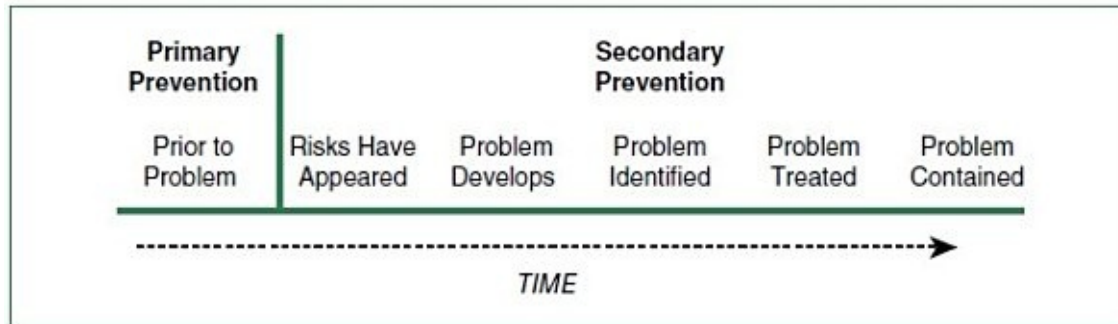 Primary
Prevention
Secondary
Prevention
Prior to
Problem
Risks Have
Appeared
Problem
Develops
Problem
Identified
Problem
Treated
Problem
Contained
TIME